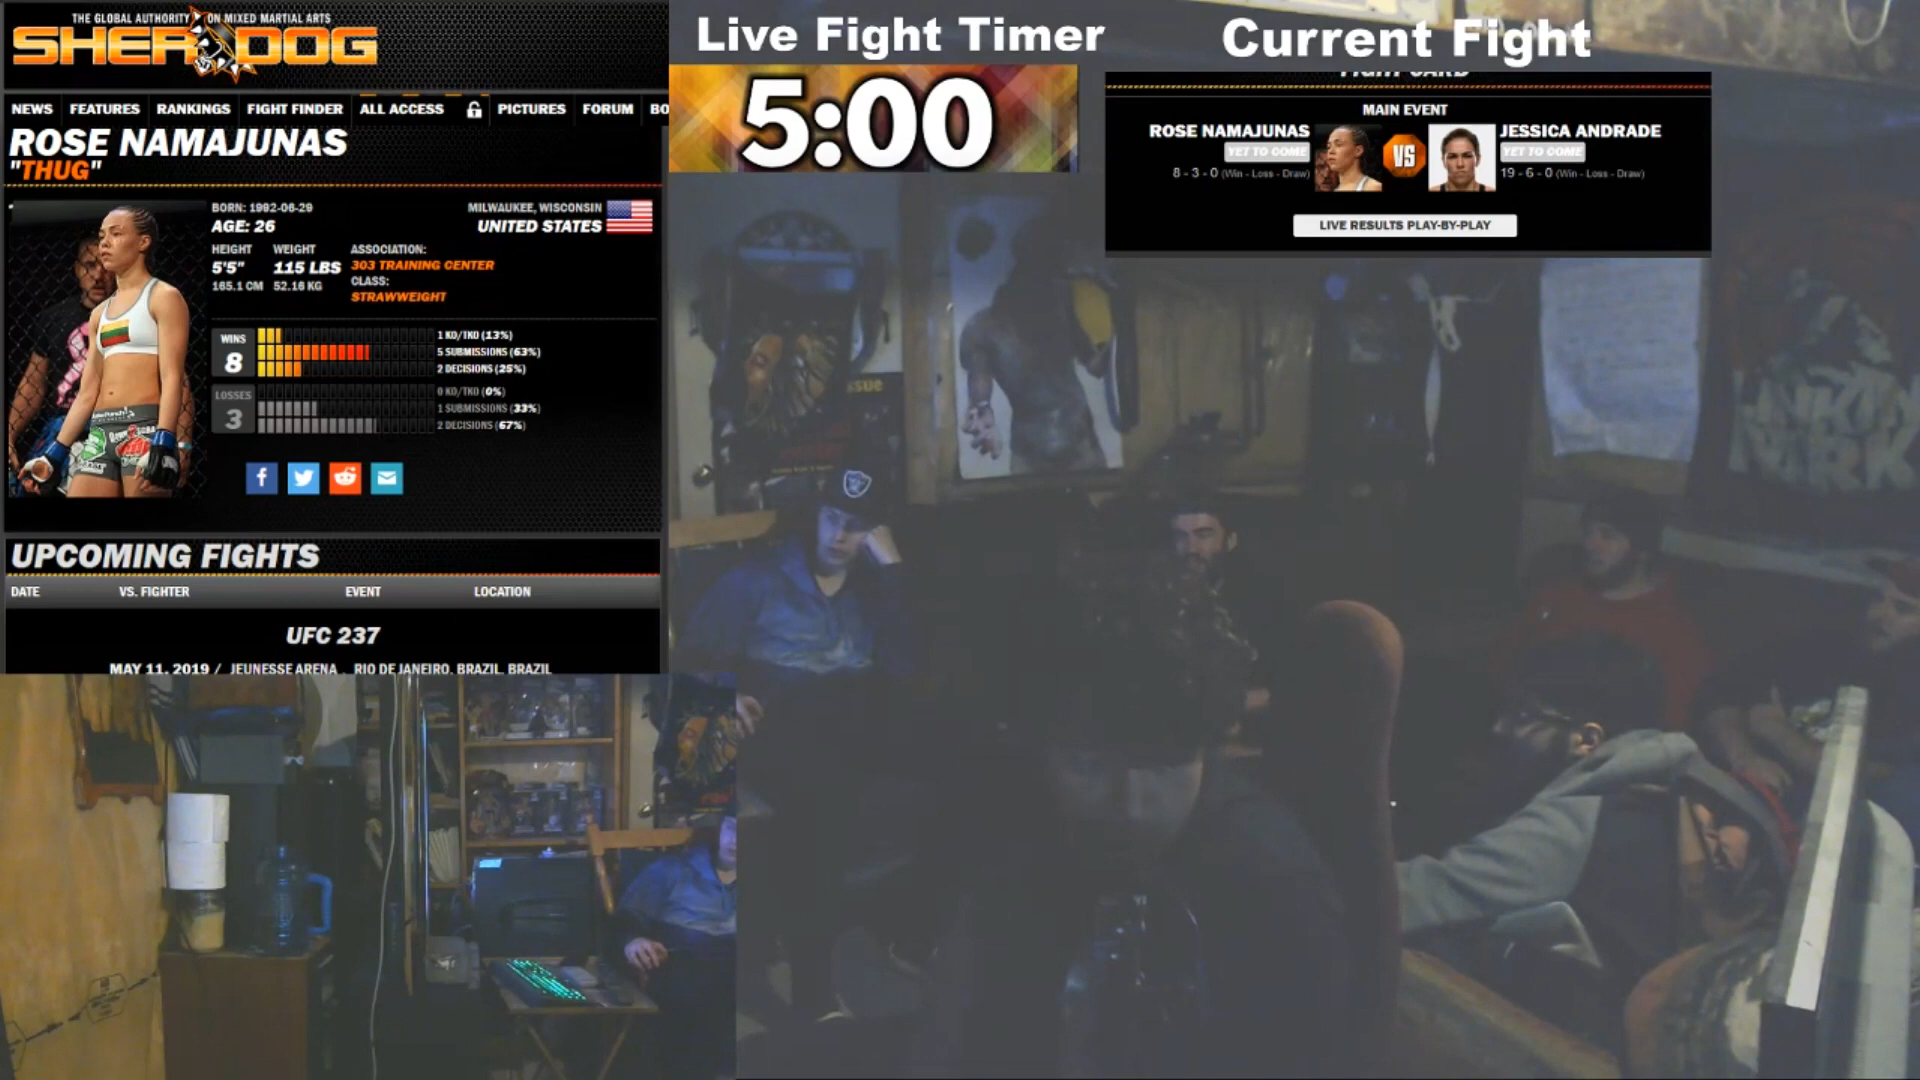 THE GLOBAL AUTHORITY ON MIXED MARTIAL ARTS
SHERDOG
NEWS FEATURES RANKINGS FIGHT FINDER ALL ACCESS PICTURES FORUM BO
ROSE NAMAJUNAS
"THUG"
BORN: 1992-06-29
AGE: 26
MILWAUKEE, WISCONSIN
UNITED STATES
HEIGHT WEIGHT ASSOCIATION:
5'5" 115 LBS 303 TRAINING CENTER
165.1 CM 52.16 KG CLASS:
STRAWWEIGHT
WINS
8
1 KO/TKO (13%)
5 SUBMISSIONS (63%)
2 DECISIONS (25%)
LOSSES
3
0 KO/TKO (0%)
1 SUBMISSIONS (33%)
2 DECISIONS (67%)
UPCOMING FIGHTS
DATE VS. FIGHTER EVENT LOCATION
UFC 237
MAY 11, 2019 / JEUNESSE ARENA , RIO DE JANEIRO, BRAZIL, BRAZIL
Live Fight Timer
5:00
Current Fight
FIGHT CARD
MAIN EVENT
ROSE NAMAJUNAS
YET TO COME
8 - 3 - 0 (Win - Loss - Draw)
VS
JESSICA ANDRADE
YET TO COME
19 - 6 - 0 (Win - Loss - Draw)
LIVE RESULTS PLAY-BY-PLAY